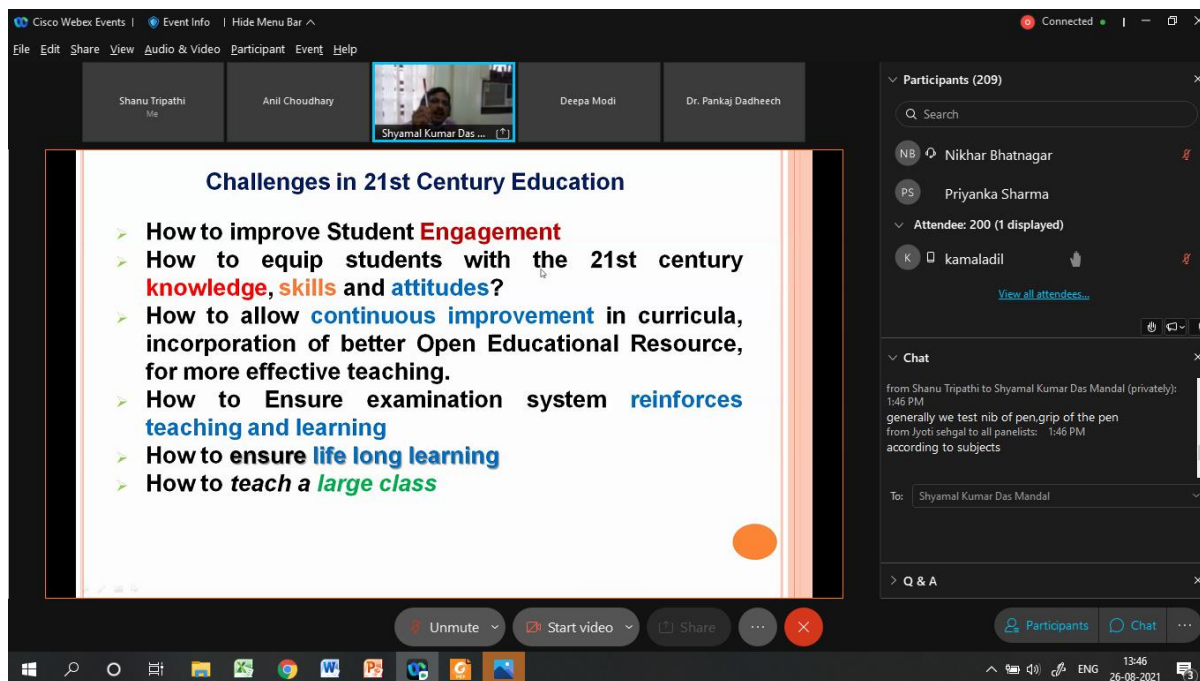 Cisco Webex Events | Event Info | Hide Menu Bar
Connected
File Edit Share View Audio & Video Participant Event Help
Shanu Tripathi
Me
Anil Choudhary
Shyamal Kumar Das ...
Deepa Modi
Dr. Pankaj Dadheech
Challenges in 21st Century Education
How to improve Student Engagement
How to equip students with the 21st century
knowledge, skills and attitudes?
How to allow continuous improvement in curricula,
incorporation of better Open Educational Resource,
for more effective teaching.
How to Ensure examination system reinforces
teaching and learning
How to ensure life long learning
How to teach a large class
Participants (209)
Search
NB Nikhar Bhatnagar
PS Priyanka Sharma
Attendee: 200 (1 displayed)
K kamaladil
View all attendees...
Chat
from Shanu Tripathi to Shyamal Kumar Das Mandal (privately):
1:46 PM
generally we test nib of pen,grip of the pen
from Jyoti sehgal to all panelists: 1:46 PM
according to subjects
To: Shyamal Kumar Das Mandal
Q & A
Unmute
Start video
Share
Participants
Chat
ENG
13:46
26-08-2021